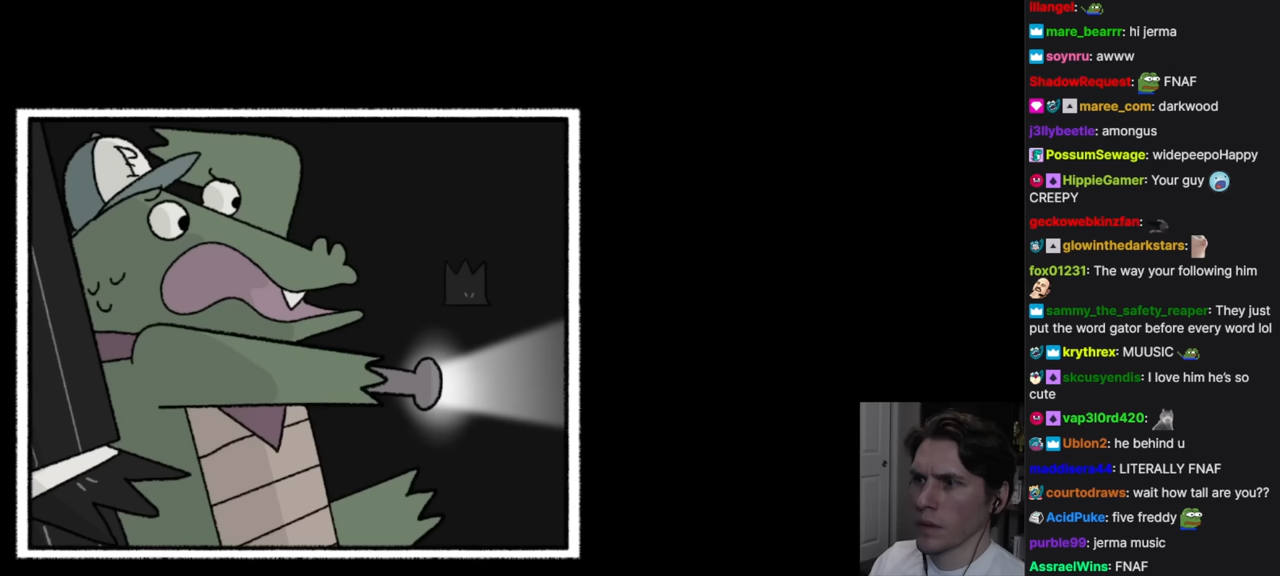 P
lilangel:
mare_bearrr: hi jerma
soynru: awww
ShadowRequest: FNAF
maree_com: darkwood
j3llybeetle: amongus
PossumSewage: widepeepoHappy
HippieGamer: Your guy
CREEPY
geckowebkinzfan:
glowinthedarkstars:
fox01231: The way your following him
sammy_the_safety_reaper: They just
put the word gator before every word lol
krythrex: MUUSIC
skcusyendis: I love him he's so
cute
vap3l0rd420:
Ublon2: he behind u
LITERALLY FNAF
courtodraws: wait how tall are you??
AcidPuke: five freddy
purble99: jerma music
AssraelWins: FNAF